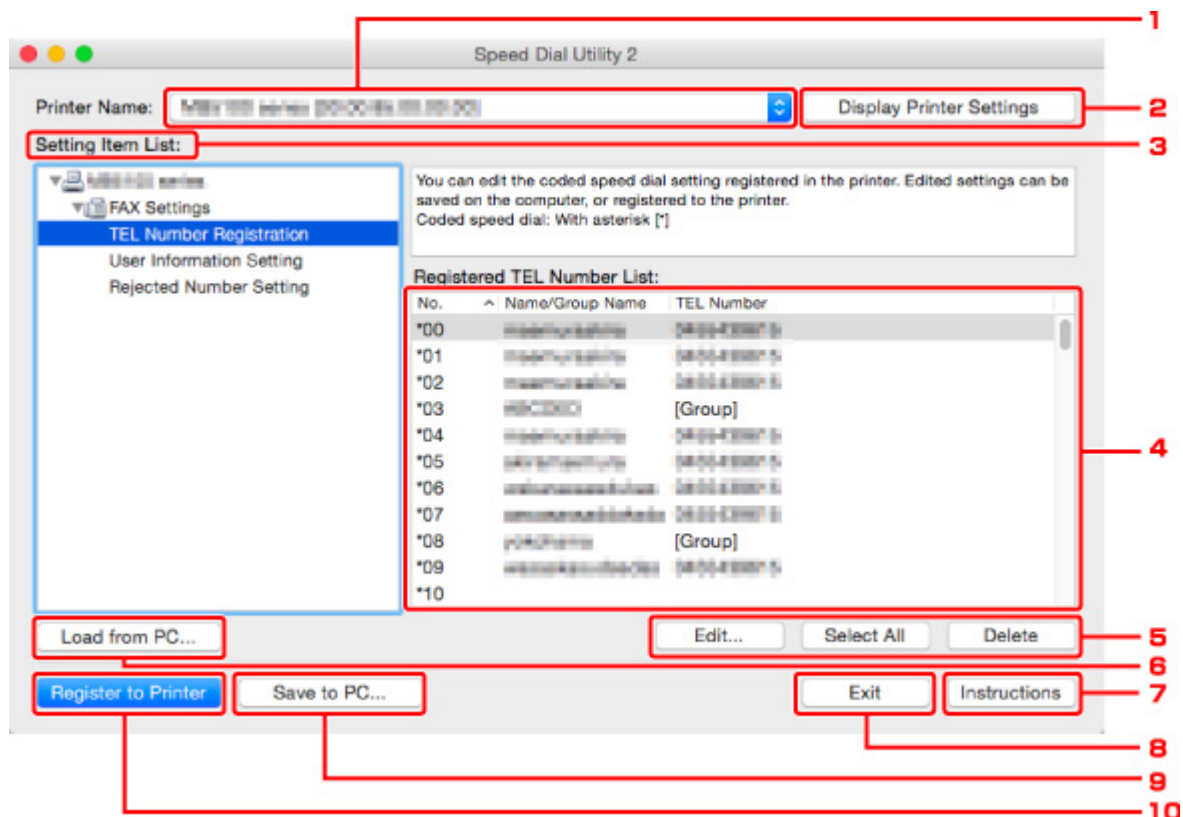 1
Speed Dial Utility 2
Printer Name:
Display Printer Settings
2
Setting Item List:
3
series
FAX Settings
TEL Number Registration
User Information Setting
Rejected Number Setting
You can edit the coded speed dial setting registered in the printer. Edited settings can be
saved on the computer, or registered to the printer.
Coded speed dial: With asterisk [*]
Registered TEL Number List:
No. Name/Group Name TEL Number
*00
*01
*02
*03 [Group]
*04
*05
*06
*07
*08 [Group]
*09
*10
4
Load from PC...
Edit... Select All Delete
5
6
Register to Printer Save to PC... Exit Instructions
7
8
9
10